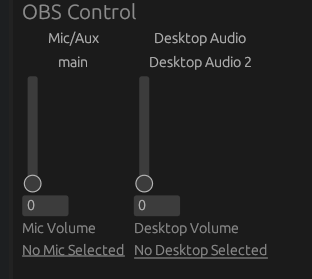 OBS Control
Mic/Aux Desktop Audio
main Desktop Audio 2
0 0
Mic Volume Desktop Volume
No Mic Selected No Desktop Selected